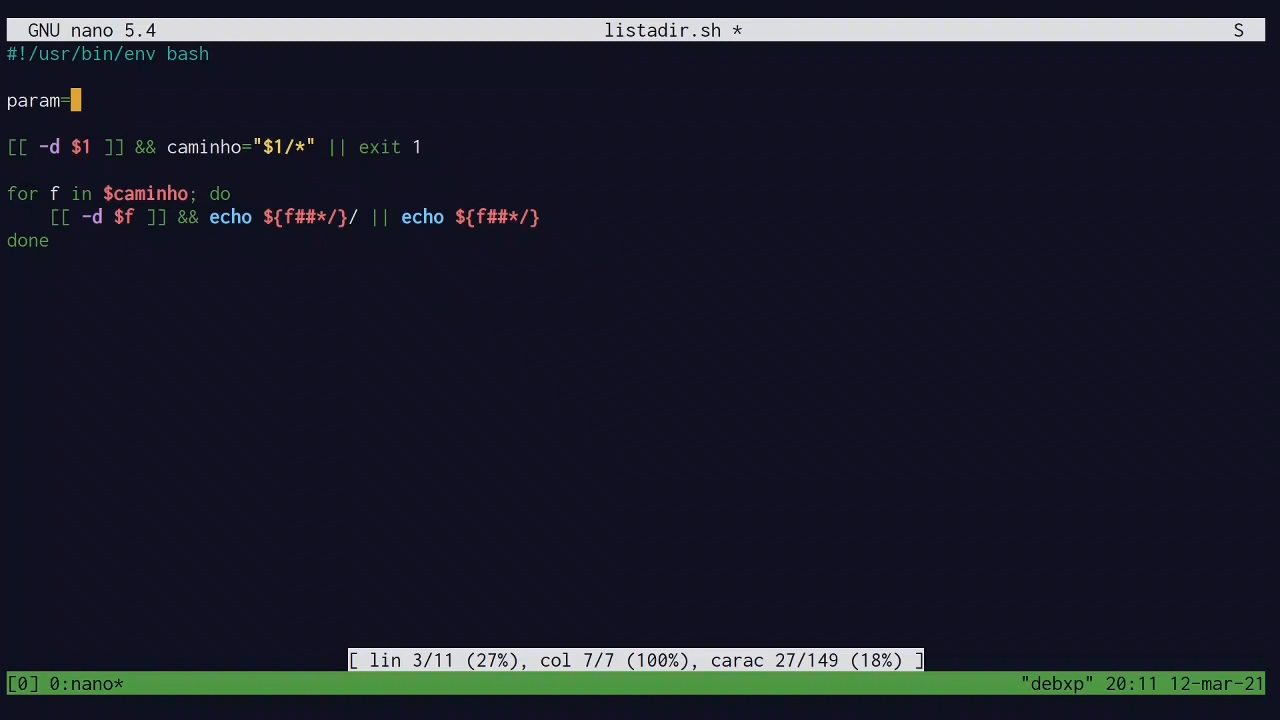 GNU nano 5.4 listadir.sh * S
#!/usr/bin/env bash
param=
[[ -d $1 ]] && caminho="$1/*" || exit 1
for f in $caminho; do
    [[ -d $f ]] && echo ${f##*/}/ || echo ${f##*/}
done
[ lin 3/11 (27%), col 7/7 (100%), carac 27/149 (18%) ]
[0] 0:nano* "debxp" 20:11 12-mar-21